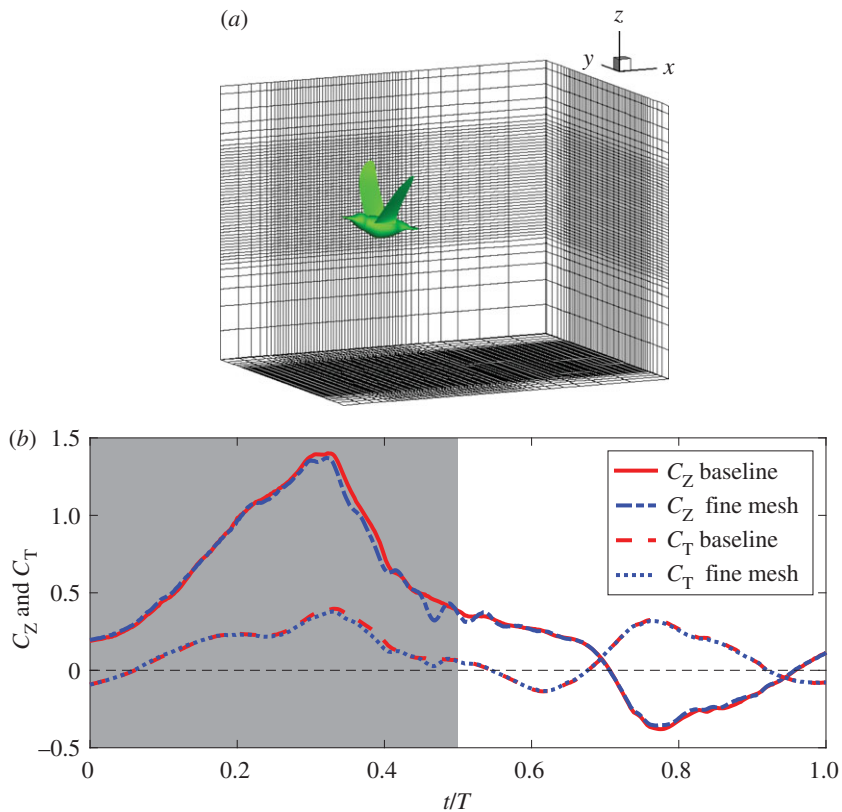 (a)
z
y
x
(b)
1.5
1.0
0.5
0
–0.5
C_Z and C_T
C_Z baseline
C_Z fine mesh
C_T baseline
C_T fine mesh
0
0.2
0.4
0.6
0.8
1.0
t/T